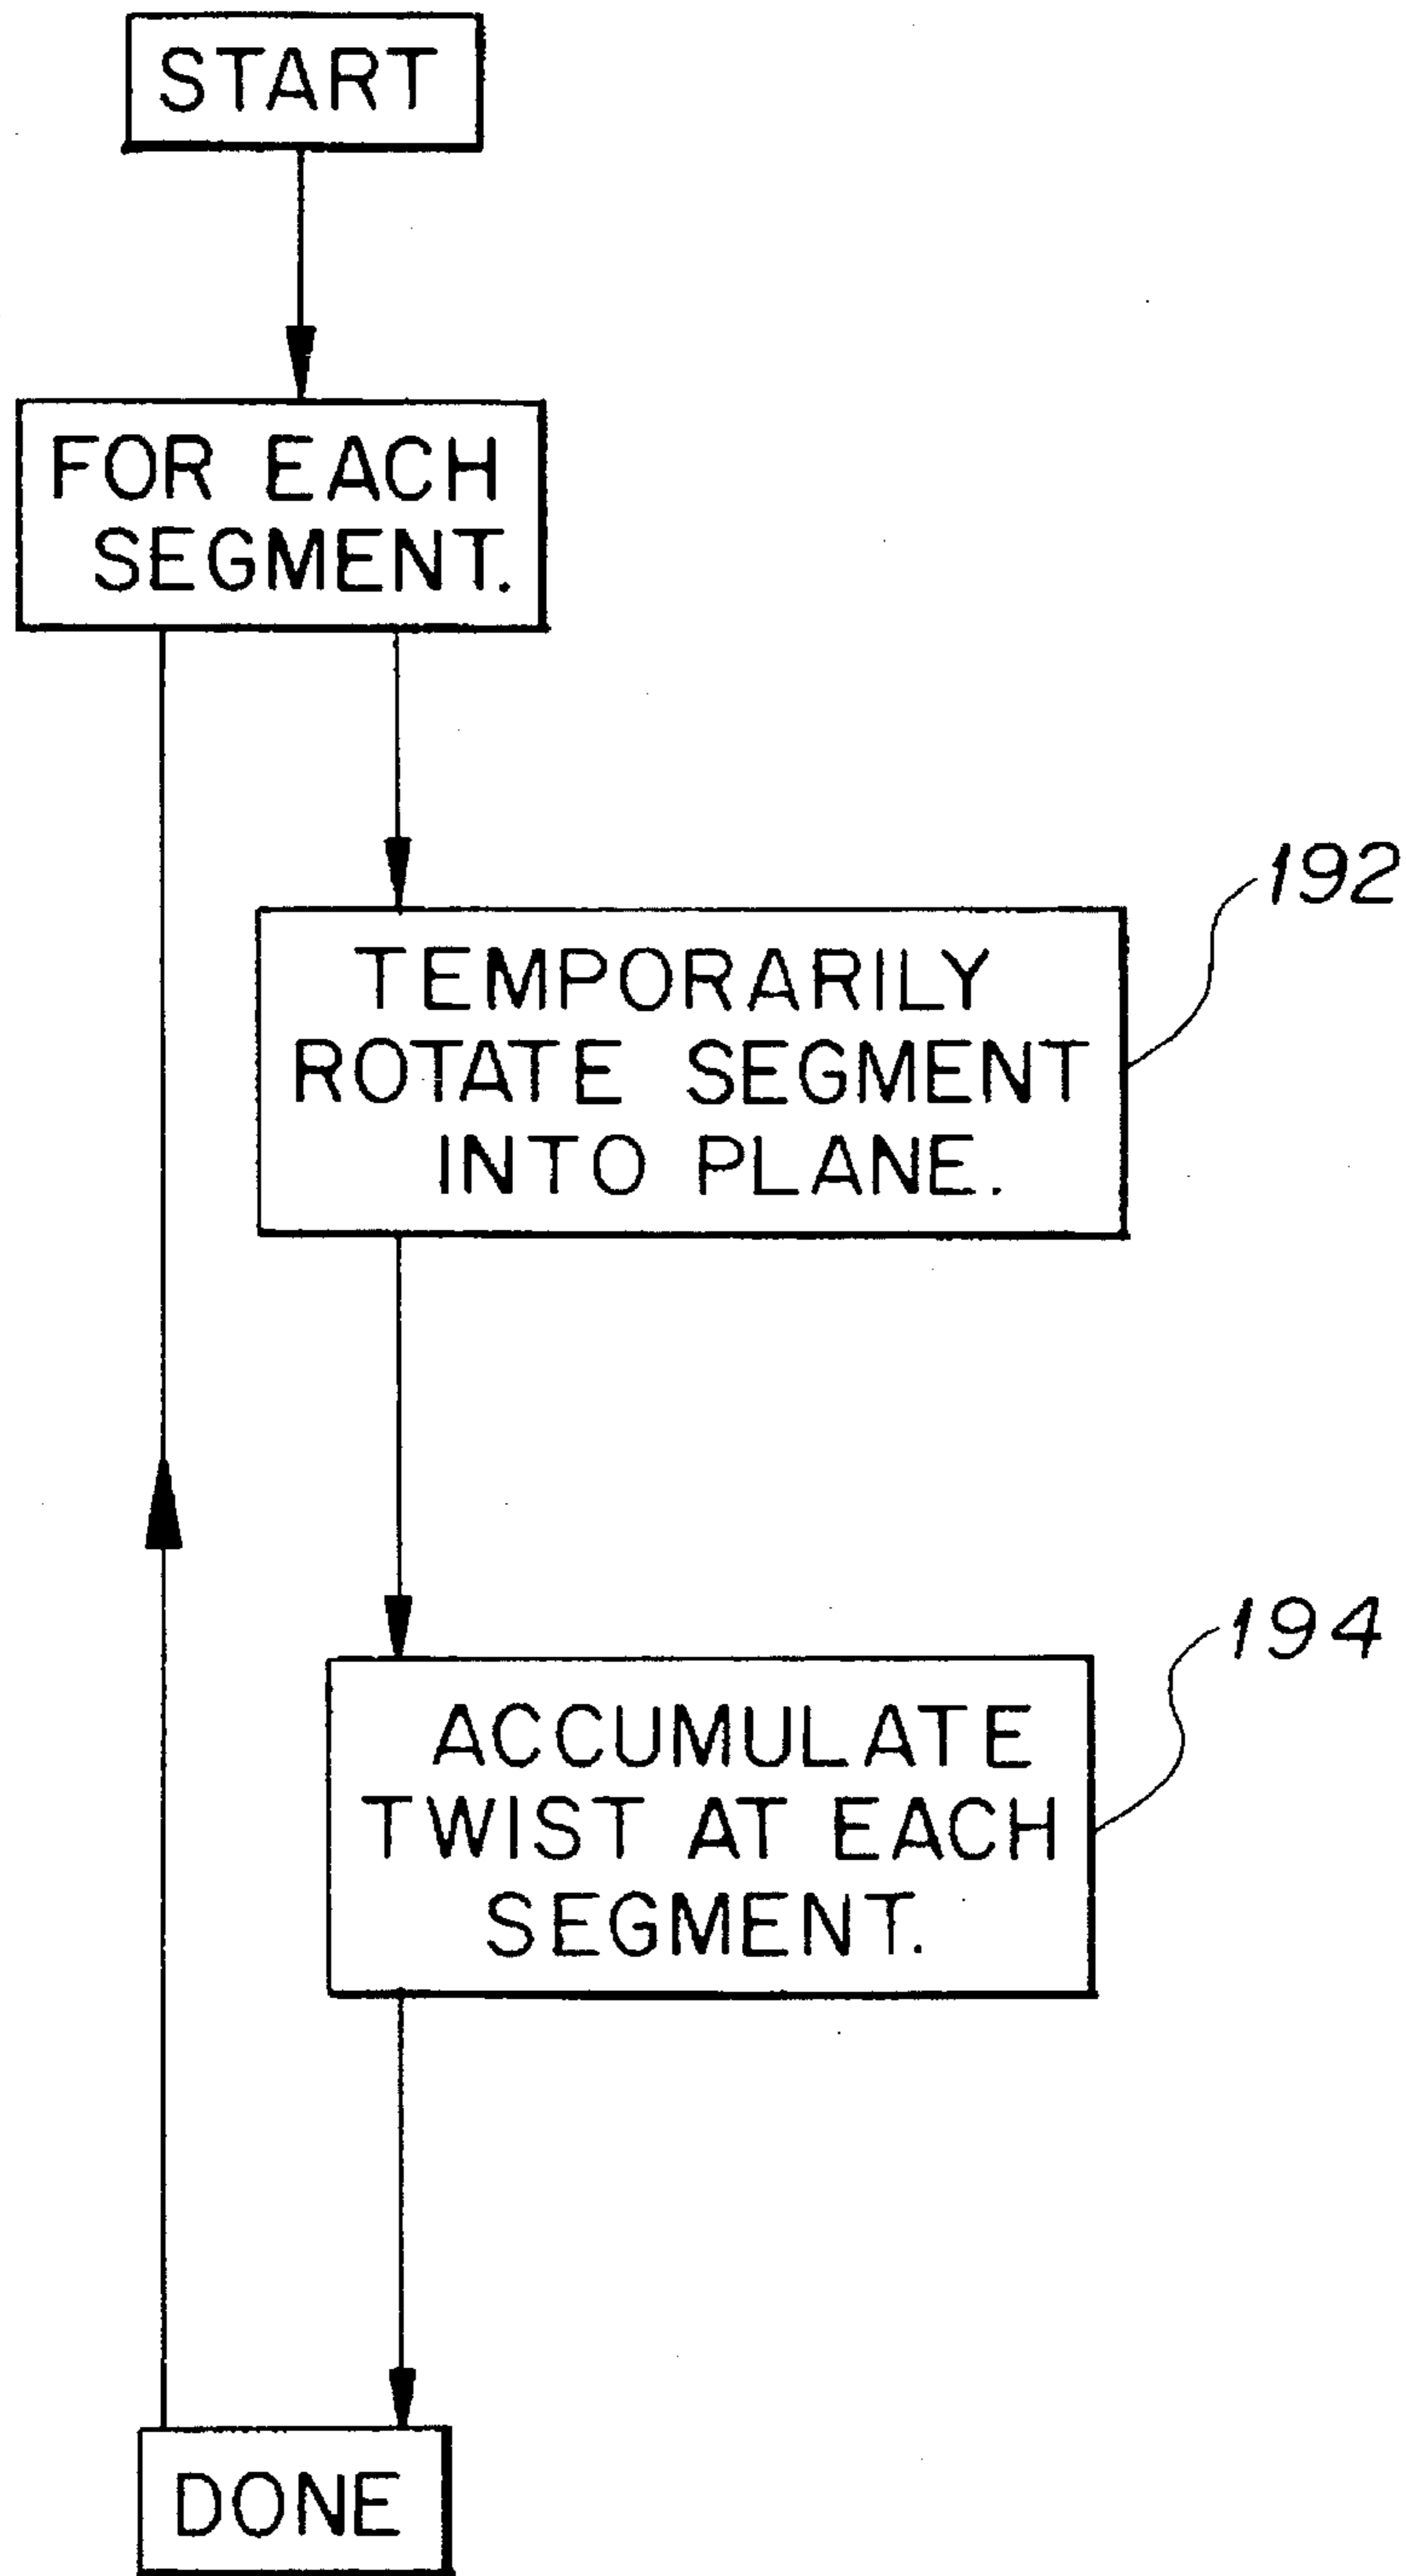 START
FOR EACH
SEGMENT.
192
TEMPORARILY
ROTATE SEGMENT
INTO PLANE.
194
ACCUMULATE
TWIST AT EACH
SEGMENT.
DONE